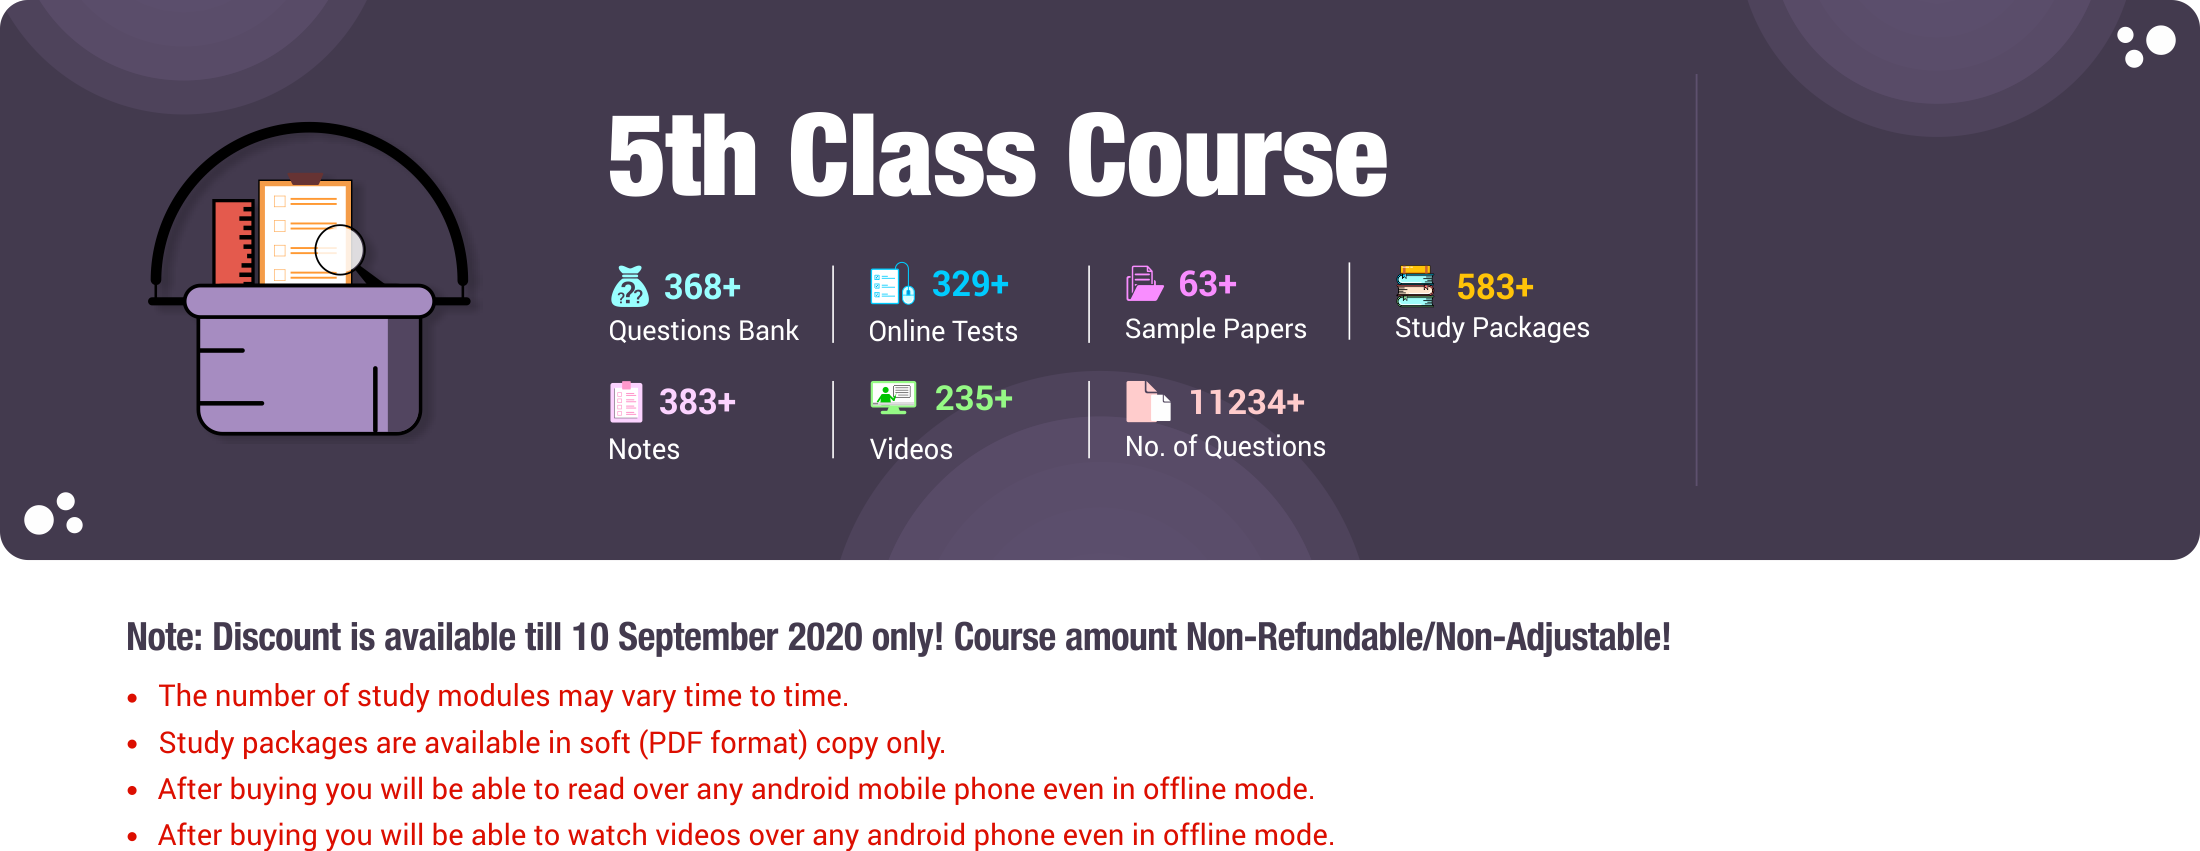 5th Class Course
368+
Questions Bank
329+
Online Tests
63+
Sample Papers
583+
Study Packages
383+
Notes
235+
Videos
11234+
No. of Questions
Note: Discount is available till 10 September 2020 only! Course amount Non-Refundable/Non-Adjustable!
• The number of study modules may vary time to time.
• Study packages are available in soft (PDF format) copy only.
• After buying you will be able to read over any android mobile phone even in offline mode.
• After buying you will be able to watch videos over any android phone even in offline mode.